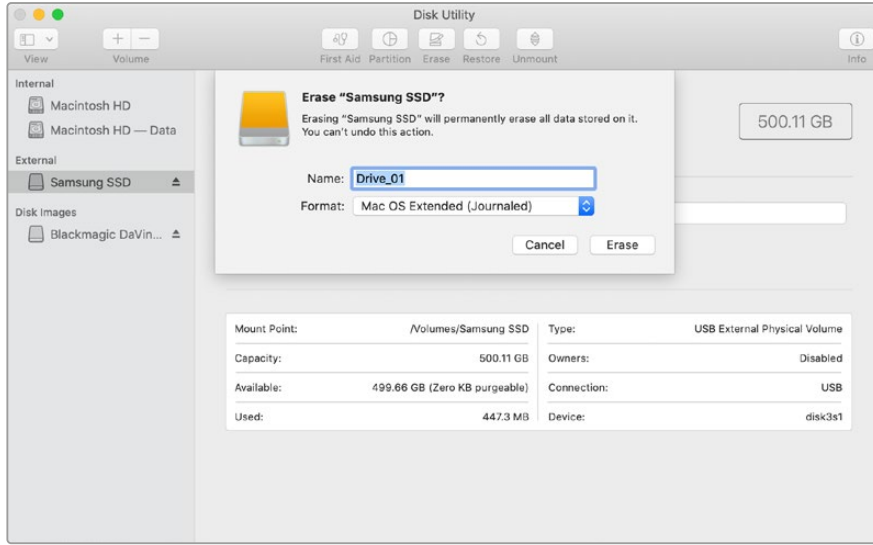 Disk Utility
View
Volume
First Aid
Partition
Erase
Restore
Unmount
Info
Internal
Macintosh HD
Macintosh HD — Data
External
Samsung SSD
Disk Images
Blackmagic DaVin...
Erase “Samsung SSD”?
Erasing “Samsung SSD” will permanently erase all data stored on it.
You can’t undo this action.
Name: Drive_01
Format: Mac OS Extended (Journaled)
Cancel
Erase
500.11 GB
Mount Point: /Volumes/Samsung SSD
Capacity: 500.11 GB
Available: 499.66 GB (Zero KB purgeable)
Used: 447.3 MB
Type: USB External Physical Volume
Owners: Disabled
Connection: USB
Device: disk3s1